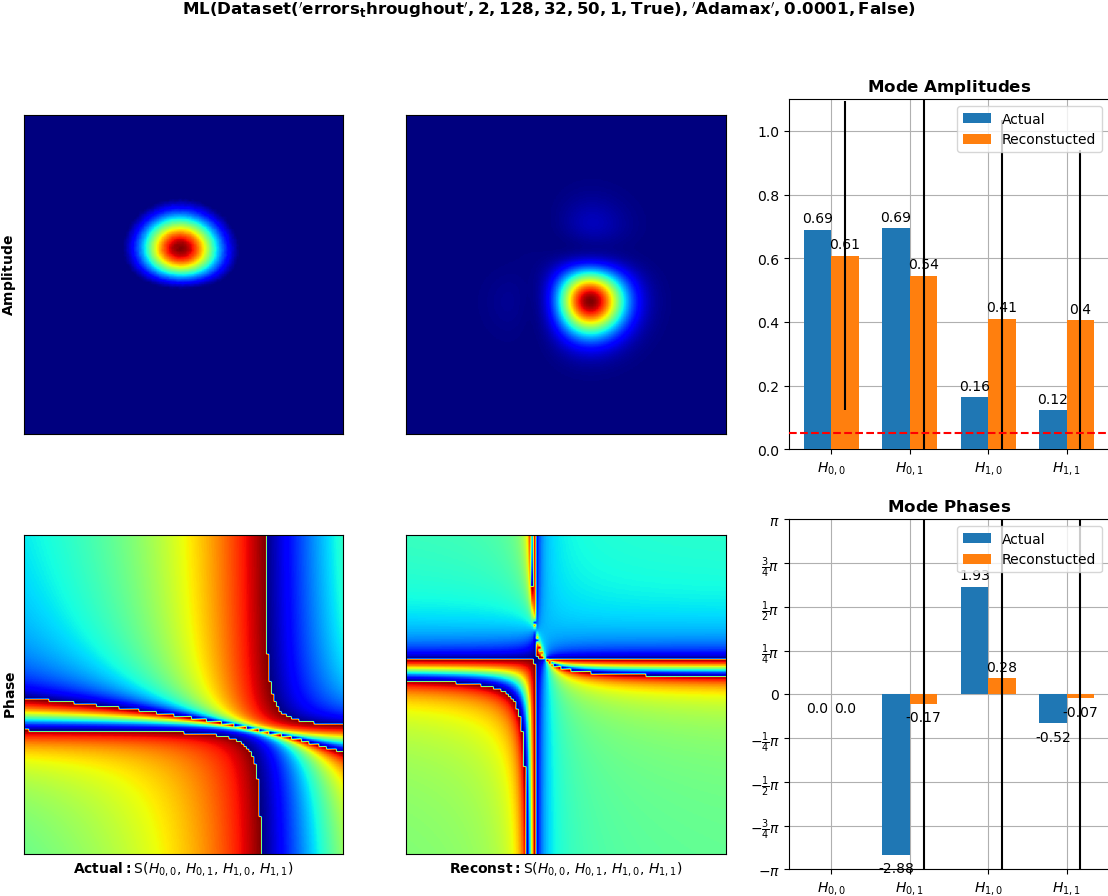 ML(Dataset('errors_throughout', 2, 128, 32, 50, 1, True), 'Adamax', 0.0001, False)
Amplitude
Mode Amplitudes
Actual
Reconstucted
1.0
0.8
0.6
0.4
0.2
0.0
0.69
0.61
0.69
0.54
0.16
0.41
0.12
0.4
H0,0
H0,1
H1,0
H1,1
Phase
Actual: S(H0,0, H0,1, H1,0, H1,1)
Reconst: S(H0,0, H0,1, H1,0, H1,1)
Mode Phases
Actual
Reconstucted
π
3/4π
1/2π
1/4π
0
−1/4π
−1/2π
−3/4π
−π
0.0
0.0
-2.88
-0.17
1.93
0.28
-0.52
-0.07
H0,0
H0,1
H1,0
H1,1